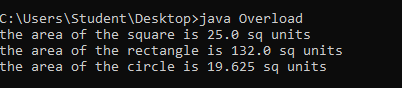 C:\Users\Student\Desktop>java Overload
the area of the square is 25.0 sq units
the area of the rectangle is 132.0 sq units
the area of the circle is 19.625 sq units